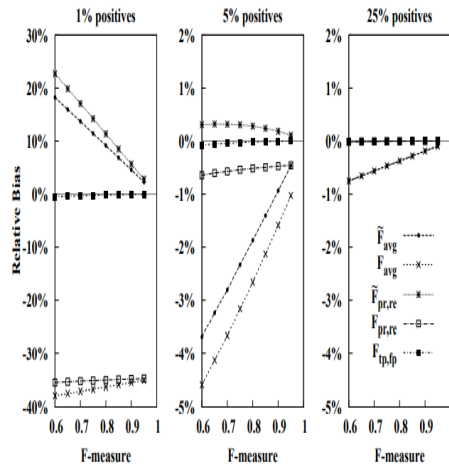 1% positives
5% positives
25% positives
30%
20%
10%
0%
-10%
-20%
-30%
-40%
2%
1%
0%
-1%
-2%
-3%
-4%
-5%
2%
1%
0%
-1%
-2%
-3%
-4%
-5%
Relative Bias
F̃avg
Favg
F̃pr,re
Fpr,re
Ftp,fp
0.6 0.7 0.8 0.9 1
0.6 0.7 0.8 0.9 1
0.6 0.7 0.8 0.9 1
F-measure
F-measure
F-measure